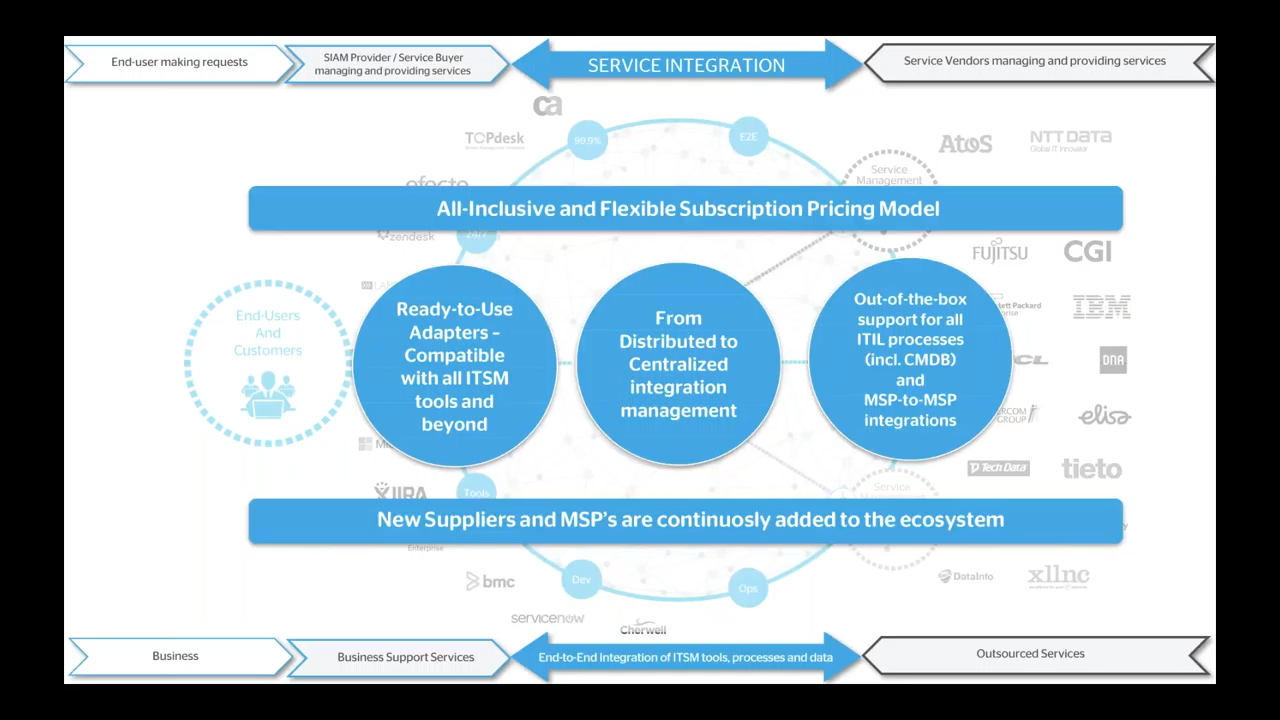 End-user making requests
SIAM Provider / Service Buyer
managing and providing services
SERVICE INTEGRATION
Service Vendors managing and providing services
ca
TOPdesk
99.9%
E2E
AtoS
NTT DATA
Global IT Innovator
Service
Management
efecte
All-Inclusive and Flexible Subscription Pricing Model
zendesk
24/7
FUJITSU
CGI
End-Users
And
Customers
Ready-to-Use
Adapters –
Compatible
with all ITSM
tools and
beyond
From
Distributed to
Centralized
integration
management
Out-of-the-box
support for all
ITIL processes
(incl. CMDB)
and
MSP-to-MSP
integrations
Packard
IBM
DNA
elisa
Tech Data
tieto
JIRA
Tools
Service
New Suppliers and MSP's are continuosly added to the ecosystem
Enterprise
bmc
Dev
Ops
DataInfo
xllnc
servicenow
Cherwell
Business
Business Support Services
End-to-End Integration of ITSM tools, processes and data
Outsourced Services